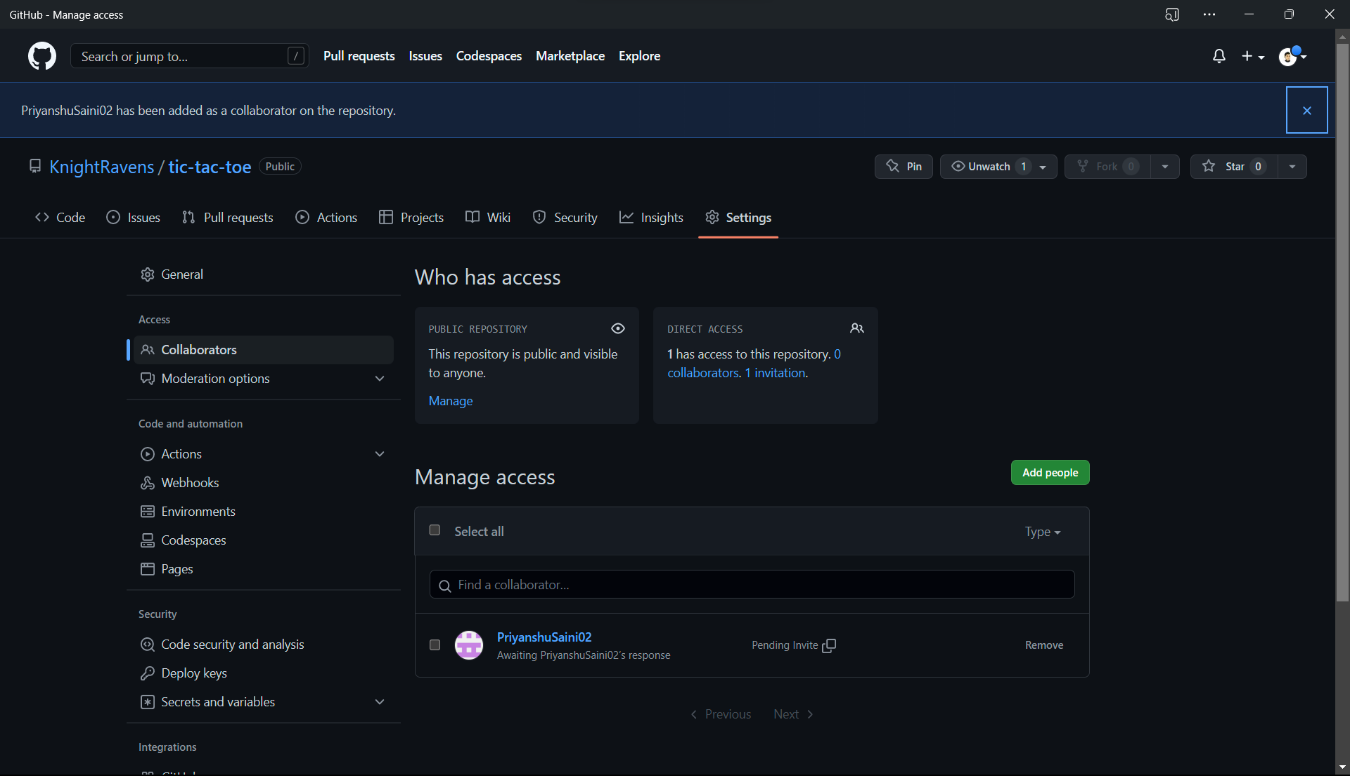 GitHub - Manage access
Search or jump to... /
Pull requests Issues Codespaces Marketplace Explore
PriyanshuSaini02 has been added as a collaborator on the repository.
KnightRavens / tic-tac-toe Public
Pin Unwatch 1 Fork 0 Star 0
Code Issues Pull requests Actions Projects Wiki Security Insights Settings
General
Access
Collaborators
Moderation options
Code and automation
Actions
Webhooks
Environments
Codespaces
Pages
Security
Code security and analysis
Deploy keys
Secrets and variables
Integrations
Who has access
PUBLIC REPOSITORY
This repository is public and visible
to anyone.
Manage
DIRECT ACCESS
1 has access to this repository. 0
collaborators. 1 invitation.
Manage access
Add people
Select all Type
Find a collaborator...
PriyanshuSaini02
Awaiting PriyanshuSaini02's response
Pending Invite
Remove
Previous Next